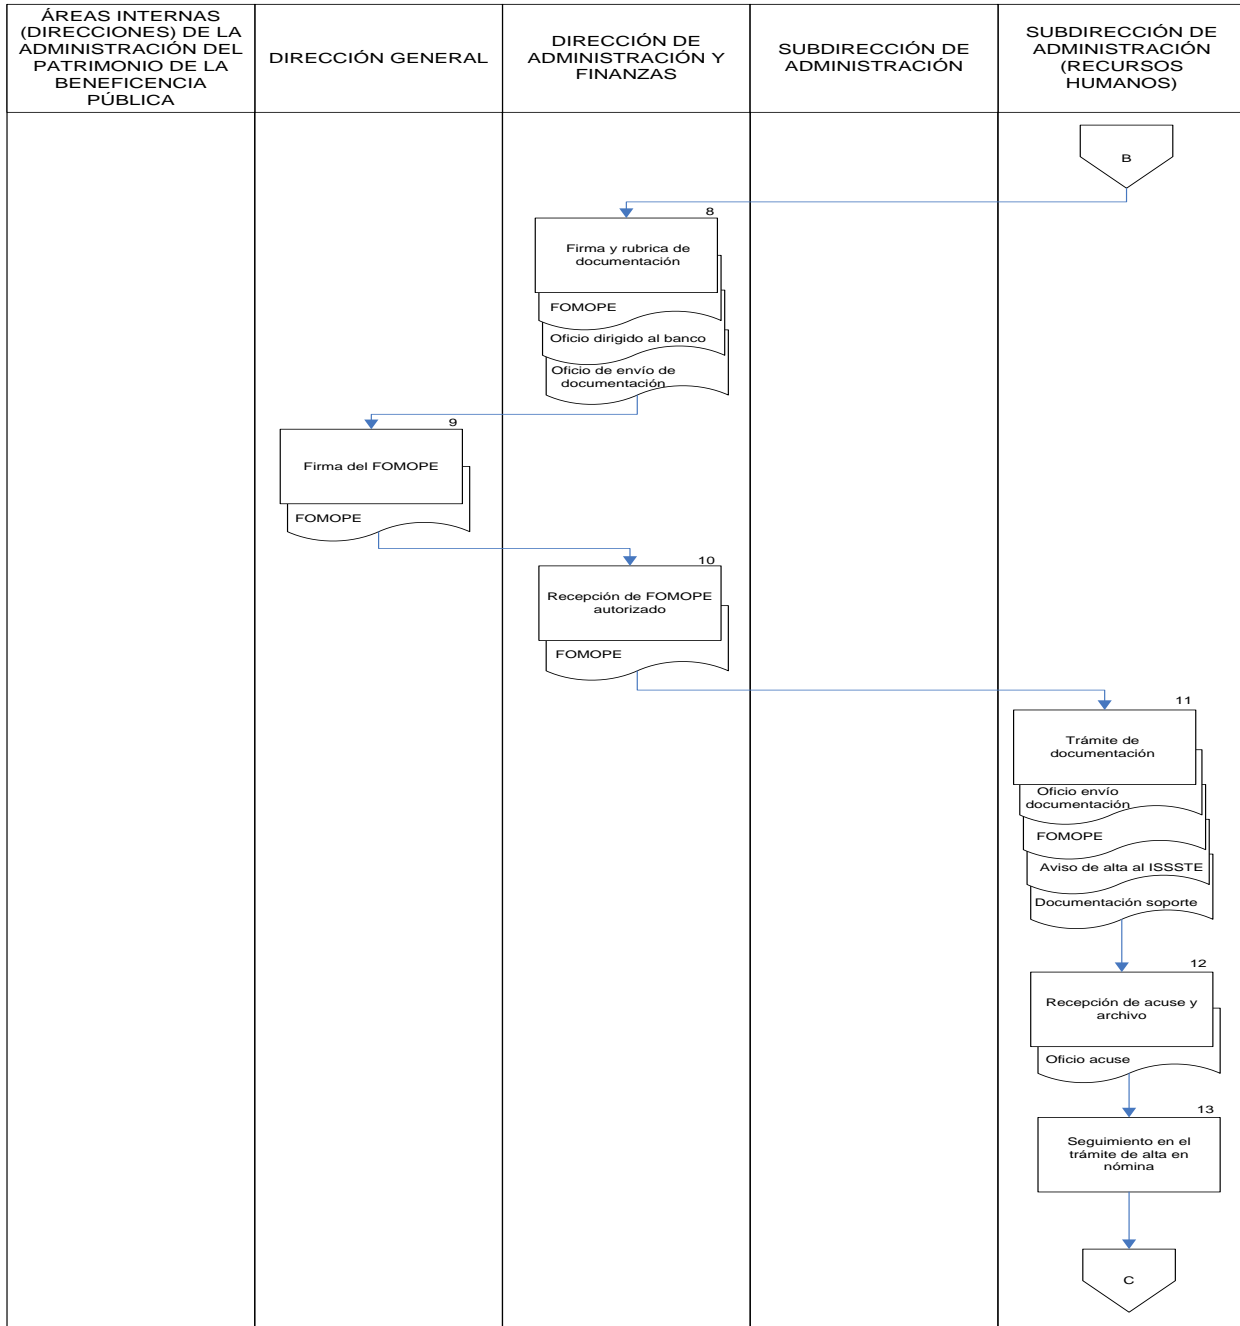 ÁREAS INTERNAS
(DIRECCIONES) DE LA
ADMINISTRACIÓN DEL
PATRIMONIO DE LA
BENEFICENCIA
PÚBLICA
DIRECCIÓN GENERAL
DIRECCIÓN DE
ADMINISTRACIÓN Y
FINANZAS
SUBDIRECCIÓN DE
ADMINISTRACIÓN
SUBDIRECCIÓN DE
ADMINISTRACIÓN
(RECURSOS
HUMANOS)
B
8
Firma y rubrica de
documentación
FOMOPE
Oficio dirigido al banco
Oficio de envío de
documentación
9
Firma del FOMOPE
FOMOPE
10
Recepción de FOMOPE
autorizado
FOMOPE
11
Trámite de
documentación
Oficio envío
documentación
FOMOPE
Aviso de alta al ISSSTE
Documentación soporte
12
Recepción de acuse y
archivo
Oficio acuse
13
Seguimiento en el
trámite de alta en
nómina
C